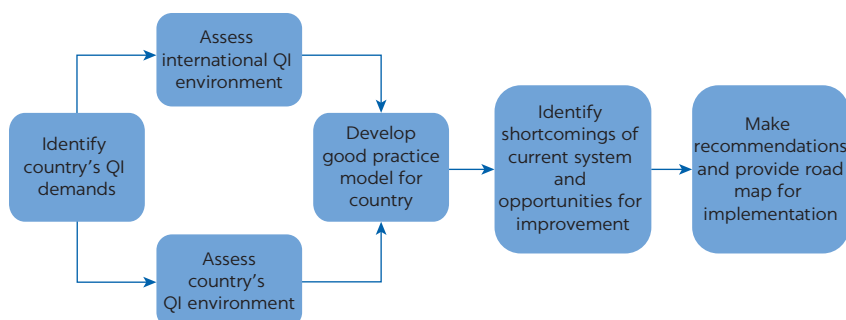 Identify
country's QI
demands
Assess
international QI
environment
Assess
country's
QI environment
Develop
good practice
model for
country
Identify
shortcomings of
current system
and
opportunities for
improvement
Make
recommendations
and provide road
map for
implementation